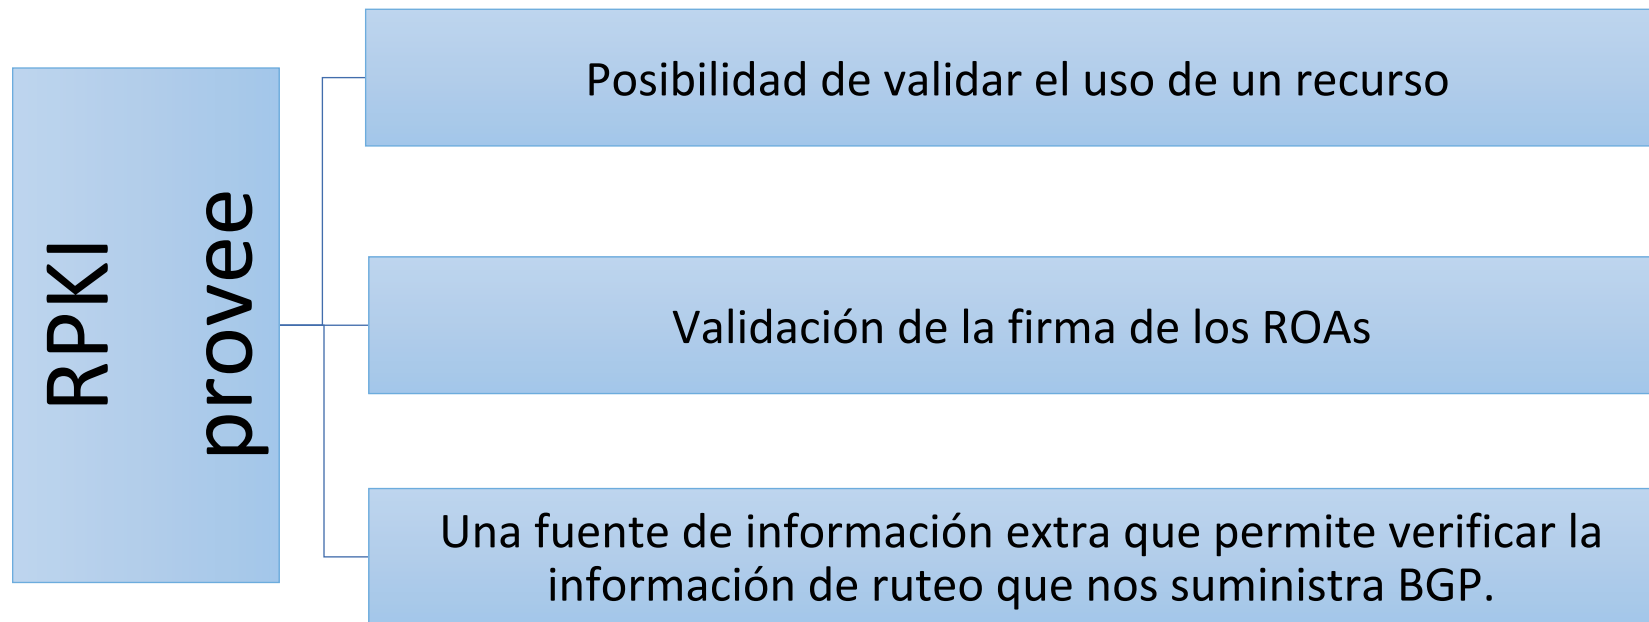 RPKI
provee
Posibilidad de validar el uso de un recurso
Validación de la firma de los ROAs
Una fuente de información extra que permite verificar la
información de ruteo que nos suministra BGP.